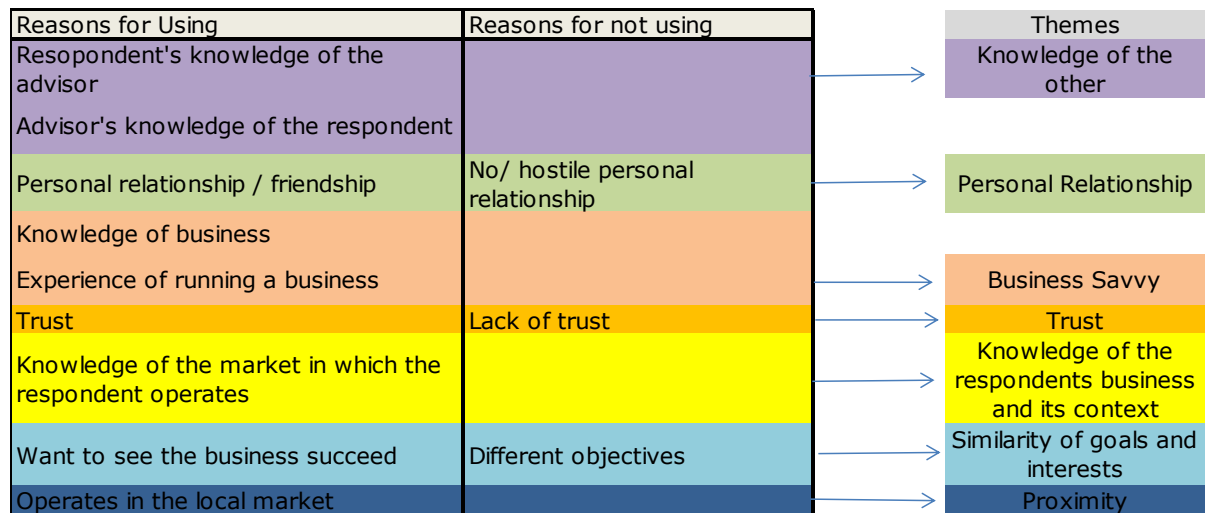 Reasons for Using
Reasons for not using
Themes
Resopondent's knowledge of the
advisor
Knowledge of the
other
Advisor's knowledge of the respondent
Personal relationship / friendship
No/ hostile personal
relationship
Personal Relationship
Knowledge of business
Experience of running a business
Business Savvy
Trust
Lack of trust
Trust
Knowledge of the market in which the
respondent operates
Knowledge of the
respondents business
and its context
Want to see the business succeed
Different objectives
Similarity of goals and
interests
Operates in the local market
Proximity